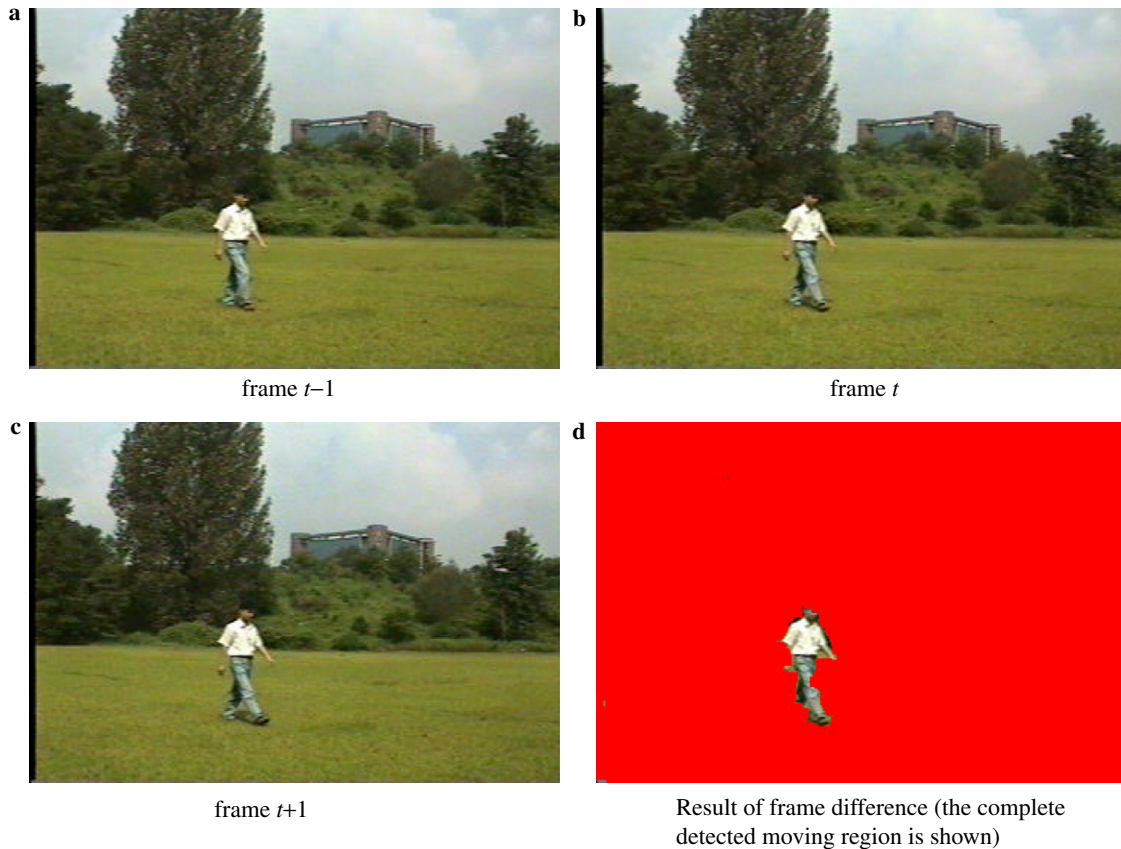 a
b
frame t−1
frame t
c
d
frame t+1
Result of frame difference (the complete
detected moving region is shown)